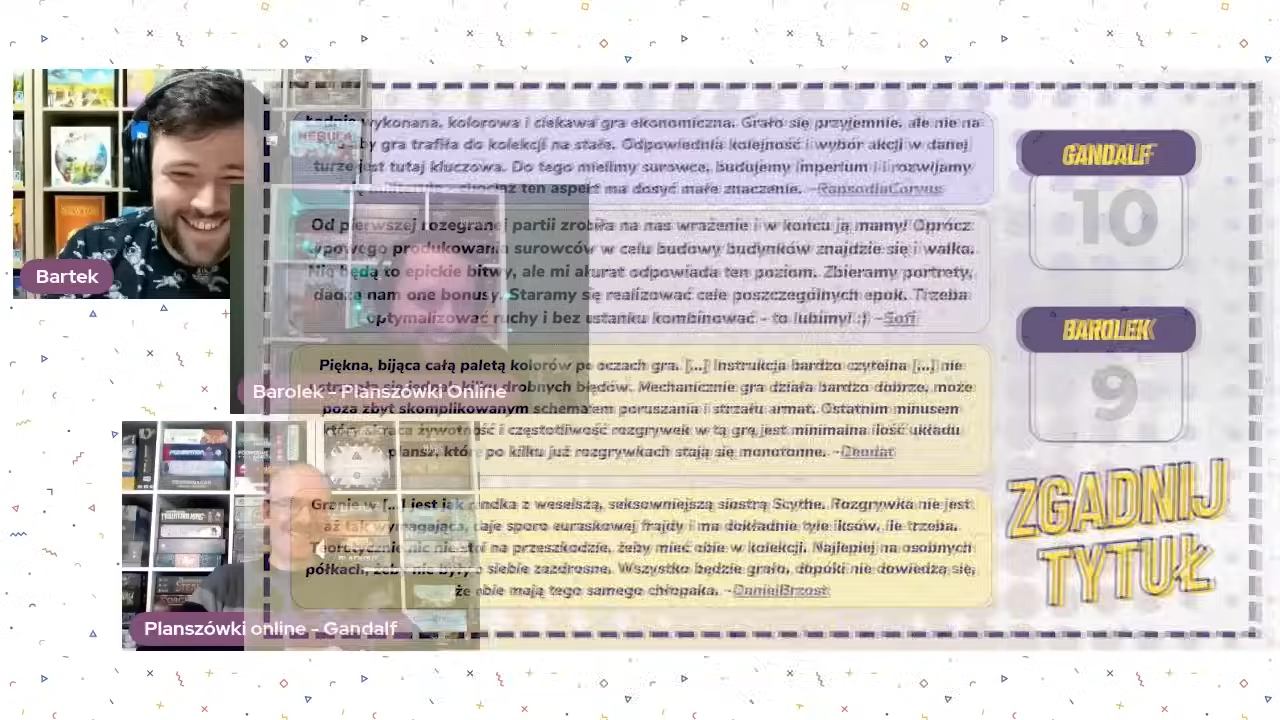 wykonana, kolorowa i ciekawa gra ekonomiczna. Grało się przyjemnie, ale nie na
by gra trafiła do kolekcji na stałe. Odpowiednia kolejność i wybór akcji w danej
turze jest tutaj kluczowa. Do tego mielimy surowce, budujemy imperium i rozwijamy
chociaż ten aspekt ma dosyć małe znaczenie. ~RapsodiaCorvus
Od pierwszej rozegranej partii zrobiła na nas wrażenie i w końcu ją mamy! Oprócz
produkowania surowców w celu budowy budynków znajdzie się i walka.
Nie będą to epickie bitwy, ale mi akurat odpowiada ten poziom. Zbieramy portrety,
nam one bonusy. Staramy się realizować cele poszczególnych epok. Trzeba
optymalizować ruchy i bez ustanku kombinować - to lubimy! :) ~Sofi
Piękna, bijąca całą paletą kolorów po oczach gra. [...] Instrukcja bardzo czytelna [...] nie
drobnych błędów. Mechanicznie gra działa bardzo dobrze, może
poza zbyt skomplikowanym schematem poruszania i strzału armat. Ostatnim minusem
który skraca żywotność i częstotliwość rozgrywek w tą grę jest minimalna ilość układu
plansz, które po kilku już rozgrywkach stają się monotonne. ~Deodat
Granie w [...] jest jak randka z weselszą, seksowniejszą siostrą Scythe. Rozgrywka nie jest
aż tak wymagająca, daje sporo euraskowej frajdy i ma dokładnie tyle iksów, ile trzeba.
Teoretycznie nic nie stoi na przeszkodzie, żeby mieć obie w kolekcji. Najlepiej na osobnych
półkach, żeby nie były o siebie zazdrosne. Wszystko będzie grało, dopóki nie dowiedzą się,
że obie mają tego samego chłopaka. ~DanielBrzost
GANDALF
10
BAROLEK
9
ZGADNIJ
TYTUŁ
NEBULA
Bartek
Barolek - Planszówki Online
Planszówki online - Gandalf